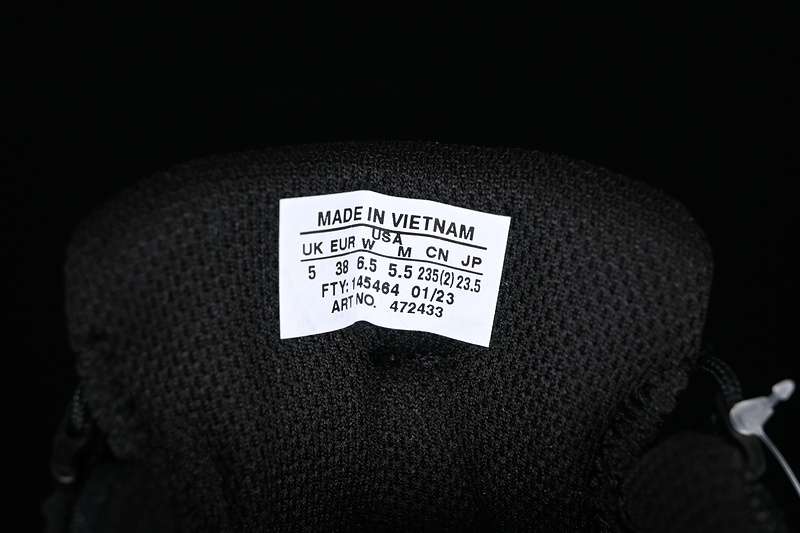 MADE IN VIETNAM
USA
UK EUR W M CN JP
5 38 6.5 5.5 235(2) 23.5
FTY: 145464 01/23
ART NO. 472433